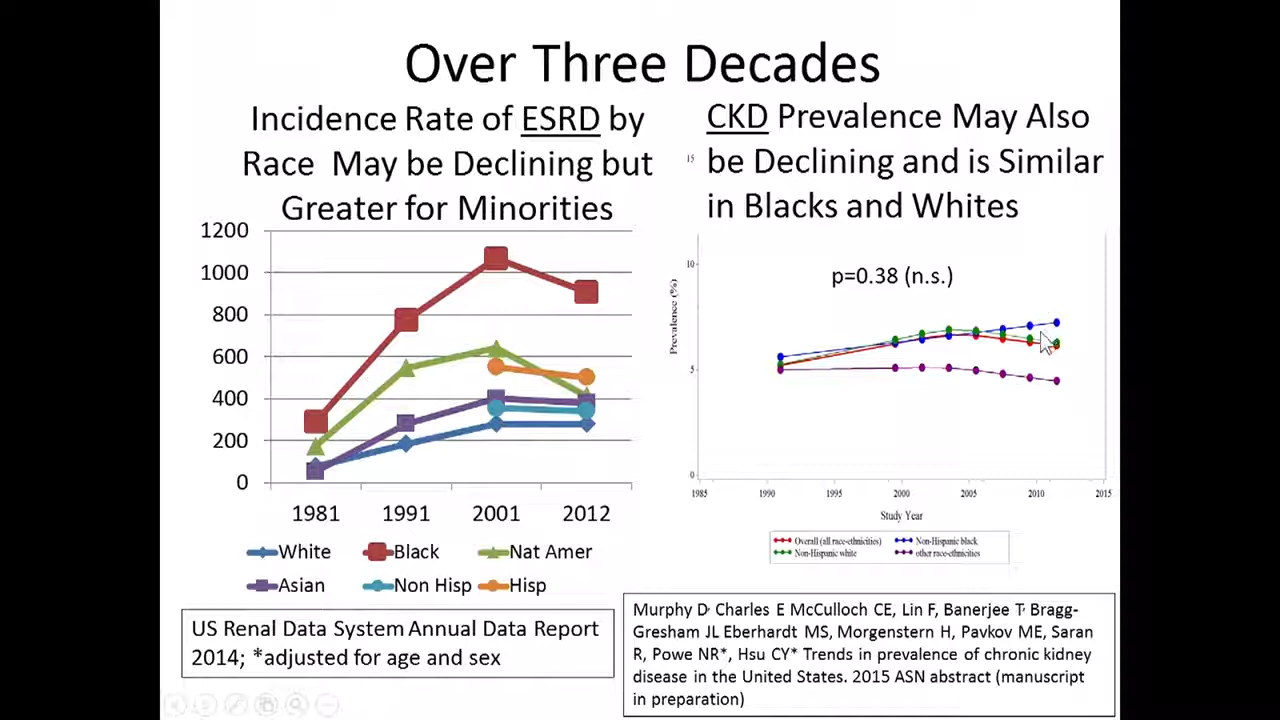 Over Three Decades
Incidence Rate of ESRD by
Race May be Declining but
Greater for Minorities
1200
1000
800
600
400
200
0
1981 1991 2001 2012
White Black Nat Amer
Asian Non Hisp Hisp
US Renal Data System Annual Data Report
2014; *adjusted for age and sex
CKD Prevalence May Also
be Declining and is Similar
in Blacks and Whites
15
10
5
0
Prevalence (%)
p=0.38 (n.s.)
1985 1990 1995 2000 2005 2010 2015
Study Year
Overall (all race-ethnicities) Non-Hispanic black
Non-Hispanic white other race-ethnicities
Murphy D, Charles E McCulloch CE, Lin F, Banerjee T, Bragg-
Gresham JL Eberhardt MS, Morgenstern H, Pavkov ME, Saran
R, Powe NR*, Hsu CY* Trends in prevalence of chronic kidney
disease in the United States. 2015 ASN abstract (manuscript
in preparation)